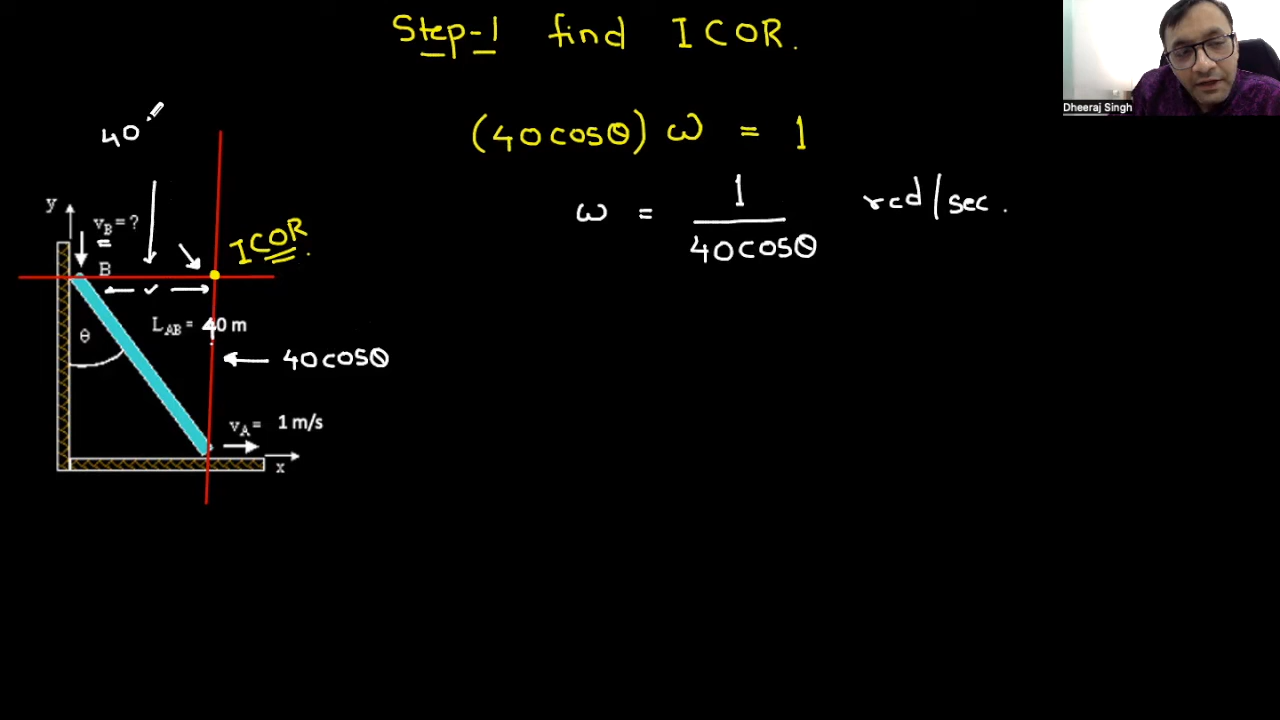 Step-1 find ICOR.
Dheeraj Singh
40
(40cosθ) ω = 1
ω = 1/40cosθ rad/sec.
y
vB = ?
B
ICOR.
θ
LAB = 40 m
40cosθ
vA = 1 m/s
x